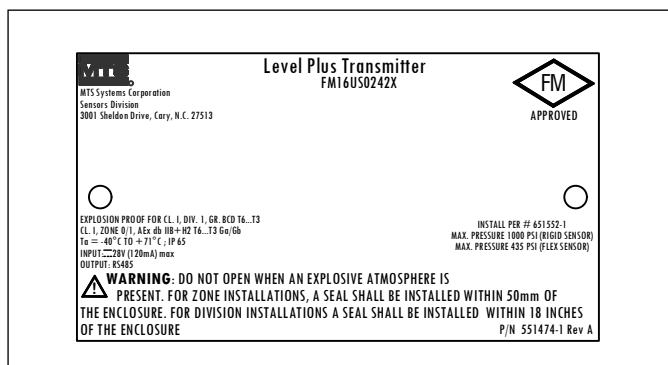 MTS
Level Plus Transmitter
FM16US0242X
MTS Systems Corporation
Sensors Division
3001 Sheldon Drive, Cary, N.C. 27513
FM
APPROVED
EXPLOSION PROOF FOR CL. I, DIV. 1, GR. BCD T6...T3
CL. I, ZONE 0/1, AEx db IIB+H2 T6...T3 Ga/Gb
Ta = -40°C TO +71°C ; IP 65
INPUT:⎓28V (120mA) max
OUTPUT: RS485
INSTALL PER # 651552-1
MAX. PRESSURE 1000 PSI (RIGID SENSOR)
MAX. PRESSURE 435 PSI (FLEX SENSOR)
WARNING: DO NOT OPEN WHEN AN EXPLOSIVE ATMOSPHERE IS
PRESENT. FOR ZONE INSTALLATIONS, A SEAL SHALL BE INSTALLED WITHIN 50mm OF
THE ENCLOSURE. FOR DIVISION INSTALLATIONS A SEAL SHALL BE INSTALLED WITHIN 18 INCHES
OF THE ENCLOSURE
P/N 551474-1 Rev A